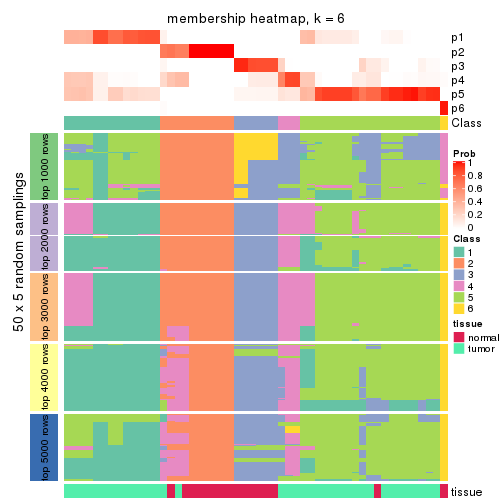 membership heatmap, k = 6
p1
p2
p3
p4
p5
p6
Class
50 x 5 random samplings
top 1000 rows
top 2000 rows
top 3000 rows
top 4000 rows
top 5000 rows
tissue
Prob
1
0.8
0.6
0.4
0.2
0
Class
1
2
3
4
5
6
tissue
normal
tumor